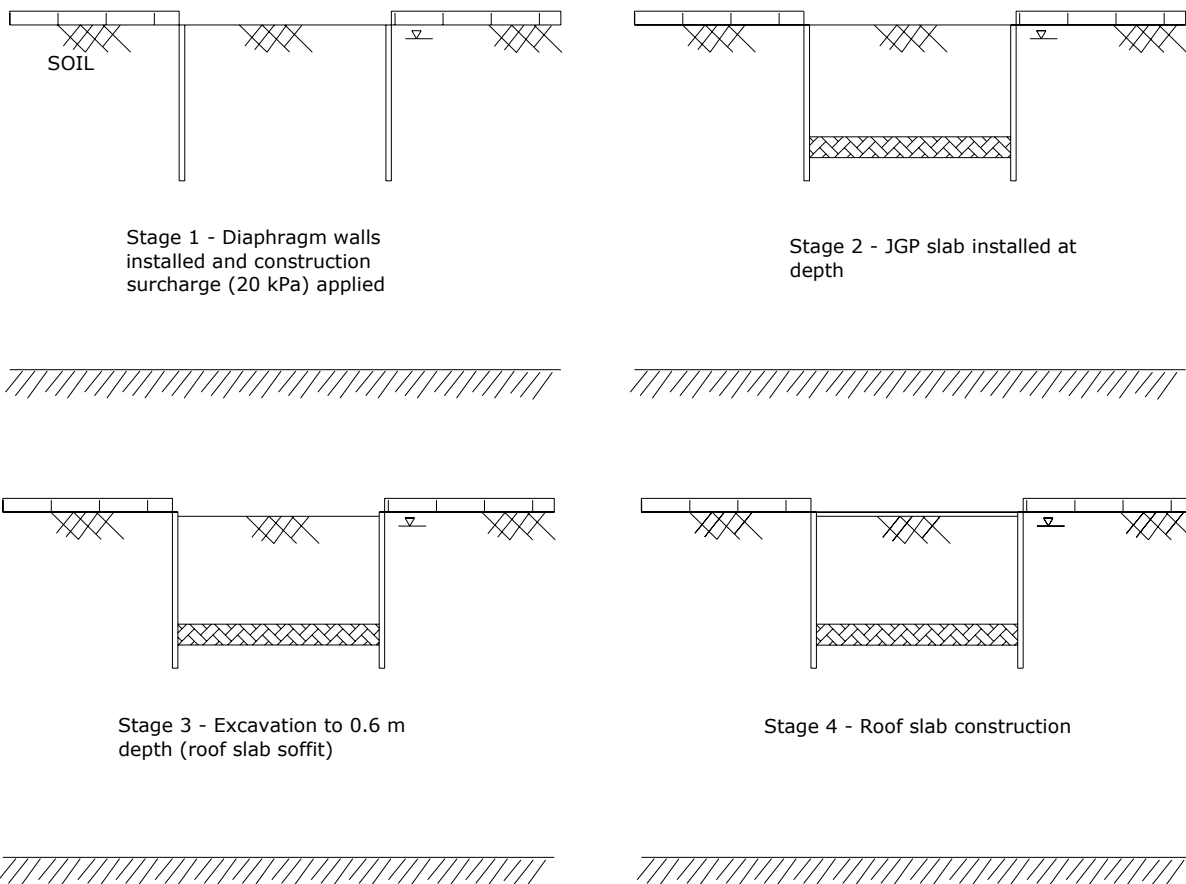 SOIL
Stage 1 - Diaphragm walls
installed and construction
surcharge (20 kPa) applied
Stage 2 - JGP slab installed at
depth
Stage 3 - Excavation to 0.6 m
depth (roof slab soffit)
Stage 4 - Roof slab construction